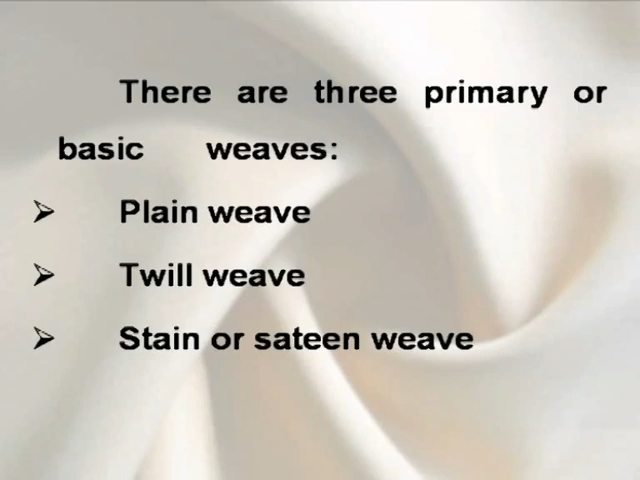 There are three primary or
basic weaves:
➢ Plain weave
➢ Twill weave
➢ Stain or sateen weave